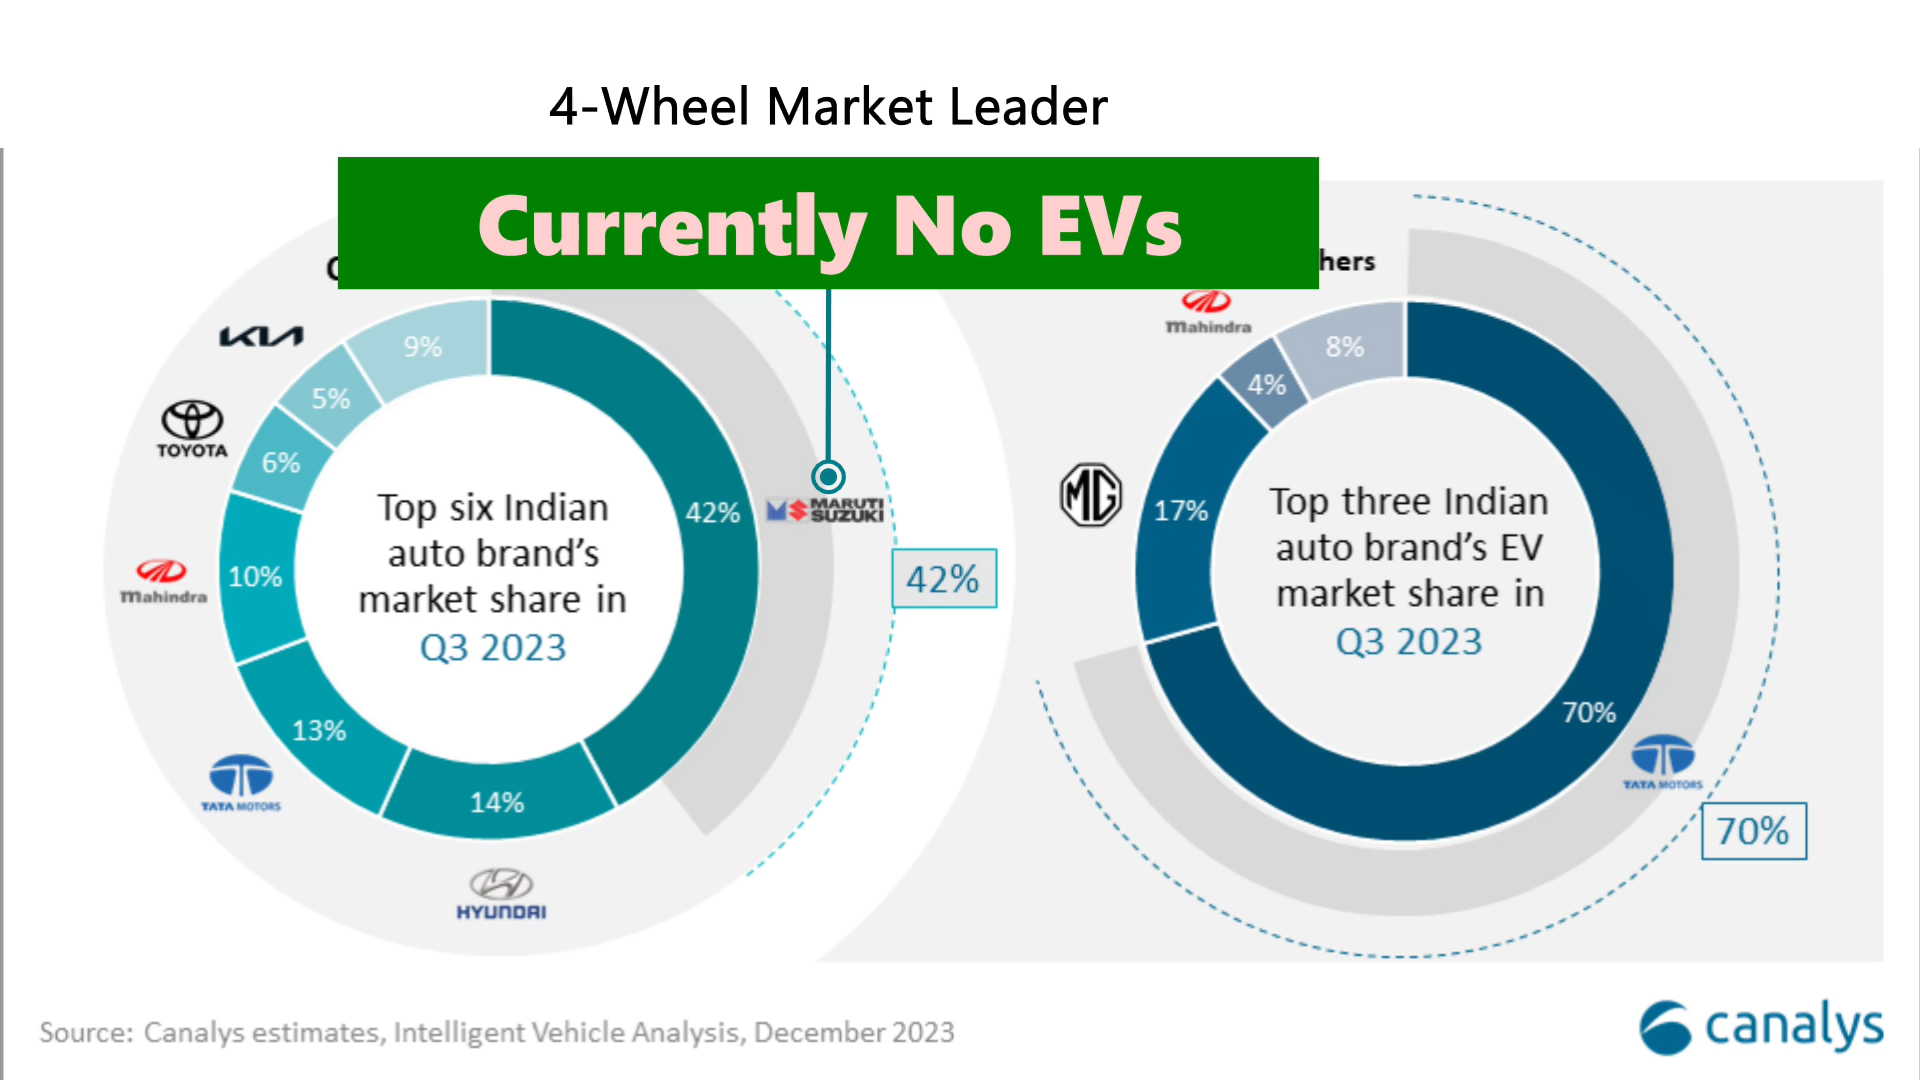 4-Wheel Market Leader
Currently No EVs
hers
KIA
9%
5%
TOYOTA
6%
Mahindra
10%
TATA MOTORS
13%
14%
HYUNDAI
42%
MARUTI
SUZUKI
42%
Top six Indian
auto brand's
market share in
Q3 2023
Mahindra
8%
4%
MG
17%
Top three Indian
auto brand's EV
market share in
Q3 2023
70%
TATA MOTORS
70%
Source: Canalys estimates, Intelligent Vehicle Analysis, December 2023
canalys